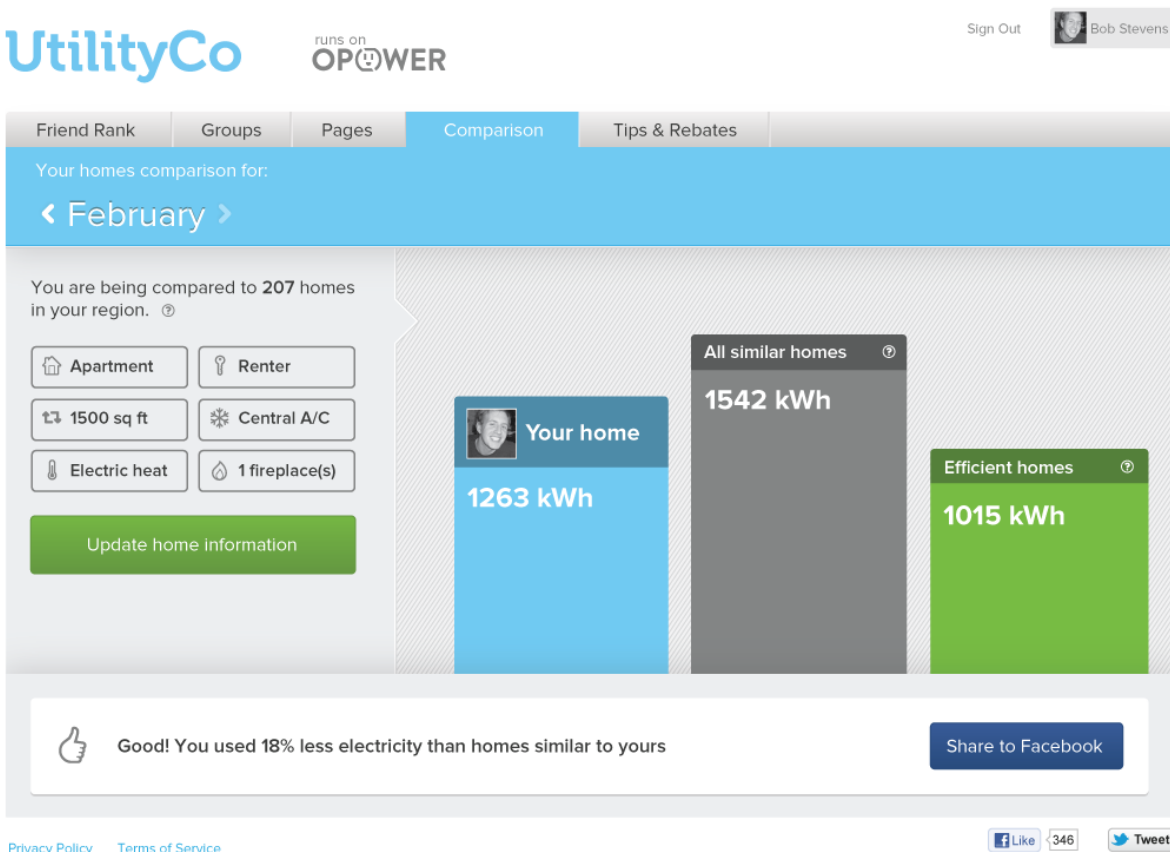 UtilityCo
runs on
OPOWER
Sign Out
Bob Stevens
Friend Rank
Groups
Pages
Comparison
Tips & Rebates
Your homes comparison for:
‹ February ›
You are being compared to 207 homes
in your region. ?
Apartment
Renter
1500 sq ft
Central A/C
Electric heat
1 fireplace(s)
Update home information
Your home
1263 kWh
All similar homes ?
1542 kWh
Efficient homes ?
1015 kWh
Good! You used 18% less electricity than homes similar to yours
Share to Facebook
Privacy Policy
Terms of Service
f Like
346
Tweet